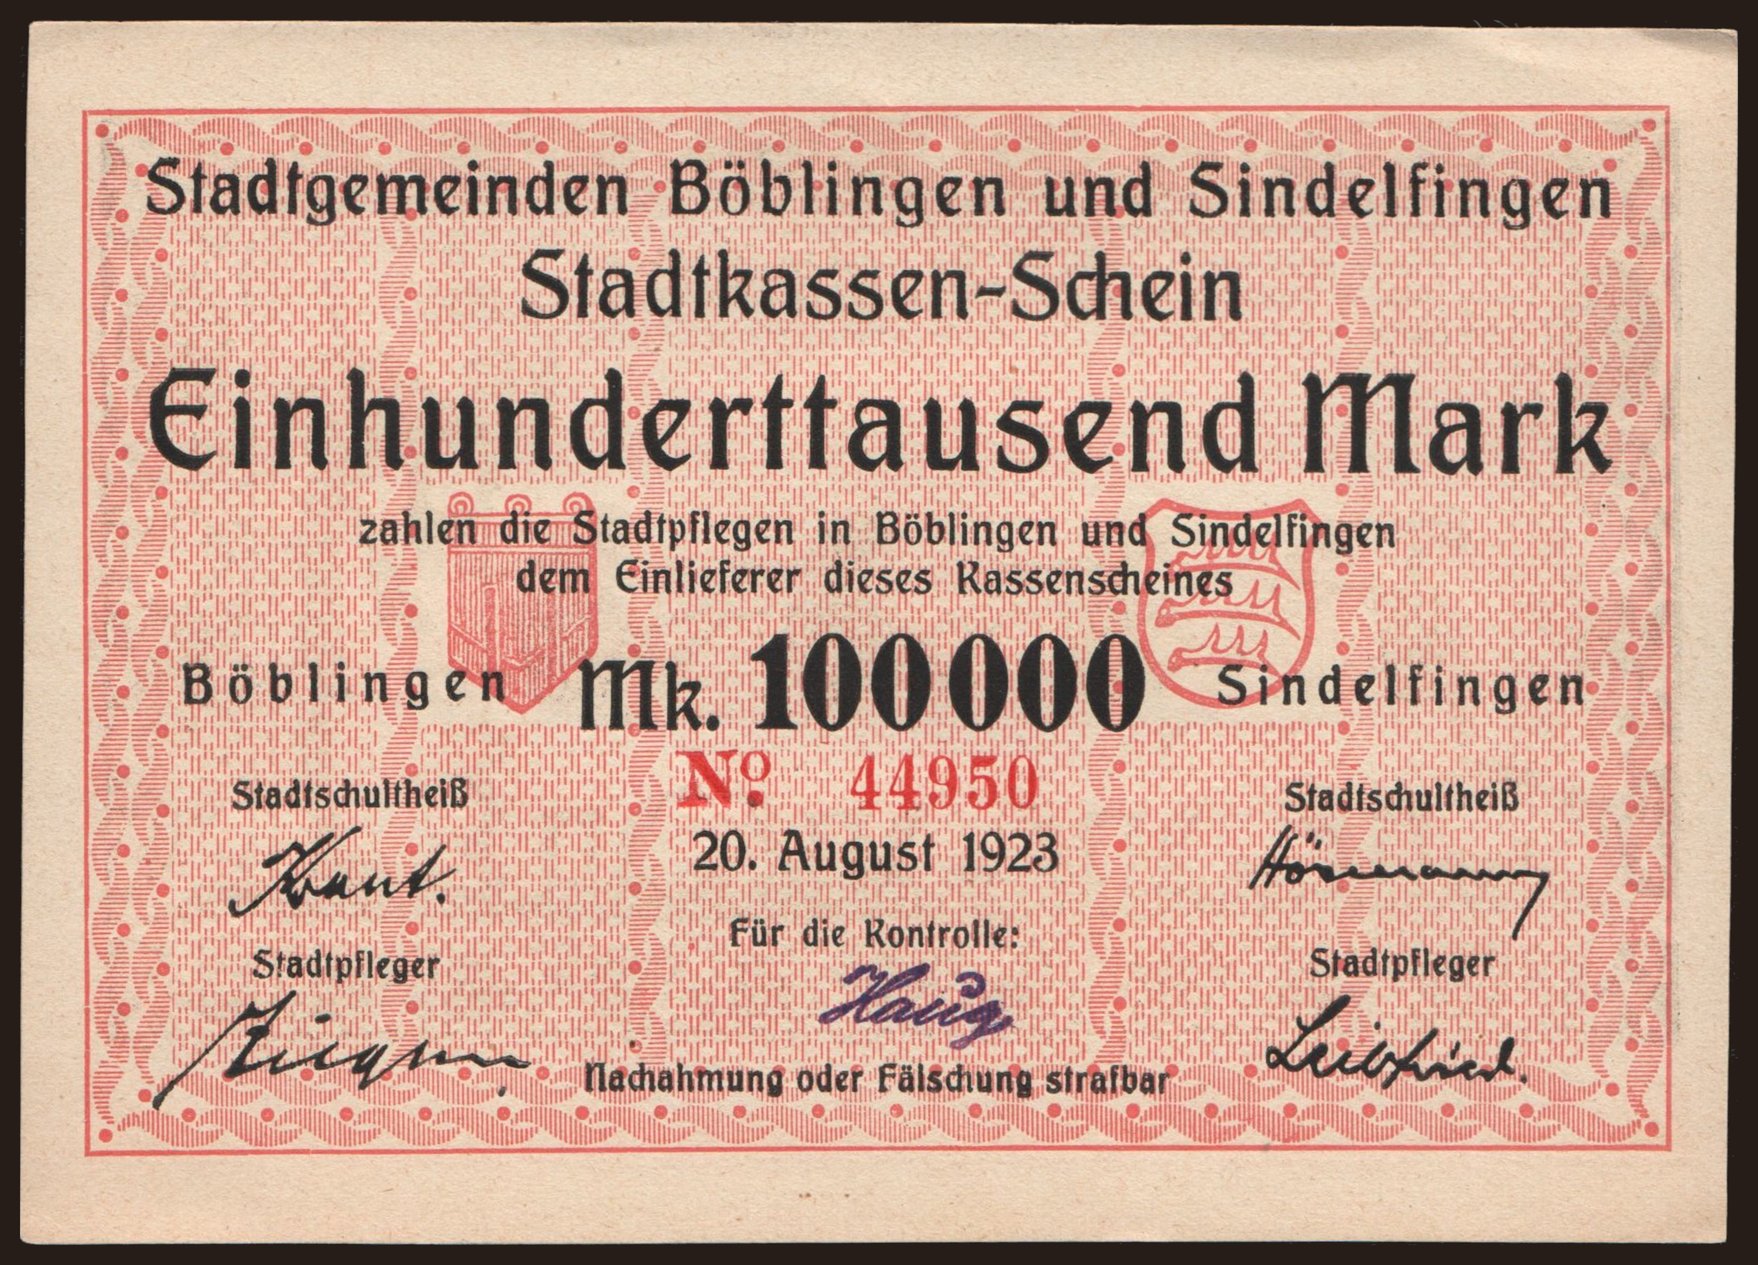 Stadtgemeinden Böblingen und Sindelfingen
Stadtkassen-Schein
Einhunderttausend Mark
zahlen die Stadtpflegen in Böblingen und Sindelfingen
dem Einlieferer dieses Kassenscheines
Böblingen Mk. 100000 Sindelfingen
No. 44950
Stadtschultheiß Stadtschultheiß
20. August 1923
Kraut.
Für die Kontrolle:
Stadtpfleger Stadtpfleger
Haug
Leibfried.
Nachahmung oder Fälschung strafbar